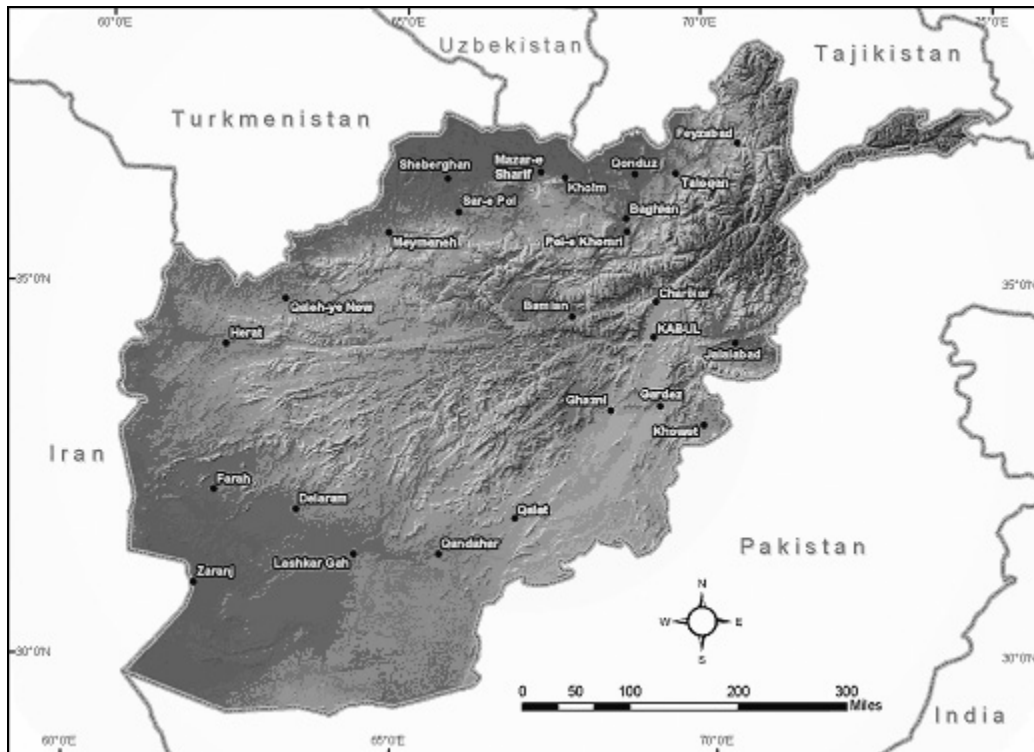 60°0'E
65°0'E
70°0'E
75°0'E
Uzbekistan
Tajikistan
Turkmenistan
Feyzabad
Mazar-e
Sharif
Sheberghan
Qonduz
Kholm
Taloqan
Sar-e Pol
Baghlan
Meymaneh
Pol-e Khomri
35°0'N
35°0'N
Qaleh-ye Now
Bamian
Charikar
Herat
KABUL
Jalalabad
Ghazni
Gardez
Khowst
Iran
Farah
Delaram
Qalat
Lashkar Gah
Qandahar
Pakistan
Zaranj
N
W
E
S
30°0'N
30°0'N
0 50 100 200 300
Miles
India
60°0'E
65°0'E
70°0'E